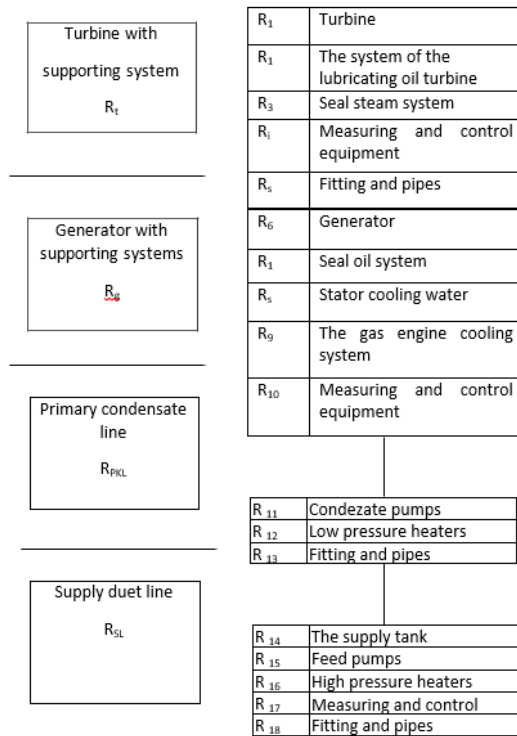 Turbine with
supporting system
Rt
Generator with
supporting systems
Rg
Primary condensate
line
RPKL
Supply duet line
RSL
R1 Turbine
R1 The system of the
lubricating oil turbine
R3 Seal steam system
Ri Measuring and control
equipment
Rs Fitting and pipes
R6 Generator
R1 Seal oil system
Rs Stator cooling water
R9 The gas engine cooling
system
R10 Measuring and control
equipment
R 11 Condezate pumps
R 12 Low pressure heaters
R 13 Fitting and pipes
R 14 The supply tank
R 15 Feed pumps
R 16 High pressure heaters
R 17 Measuring and control
R 18 Fitting and pipes